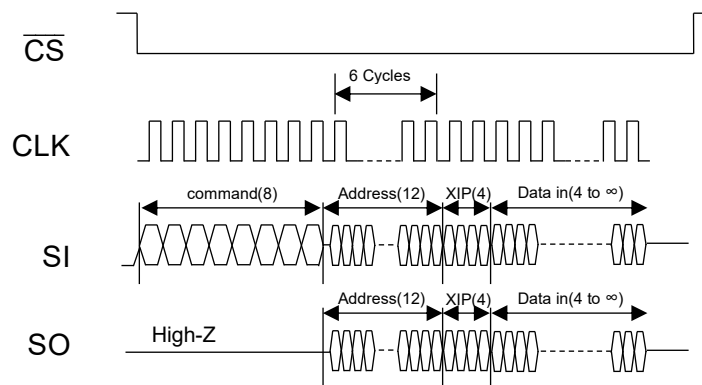 CS
6 Cycles
CLK
command(8) Address(12) XIP(4) Data in(4 to ∞)
SI
Address(12) XIP(4) Data in(4 to ∞)
High-Z
SO